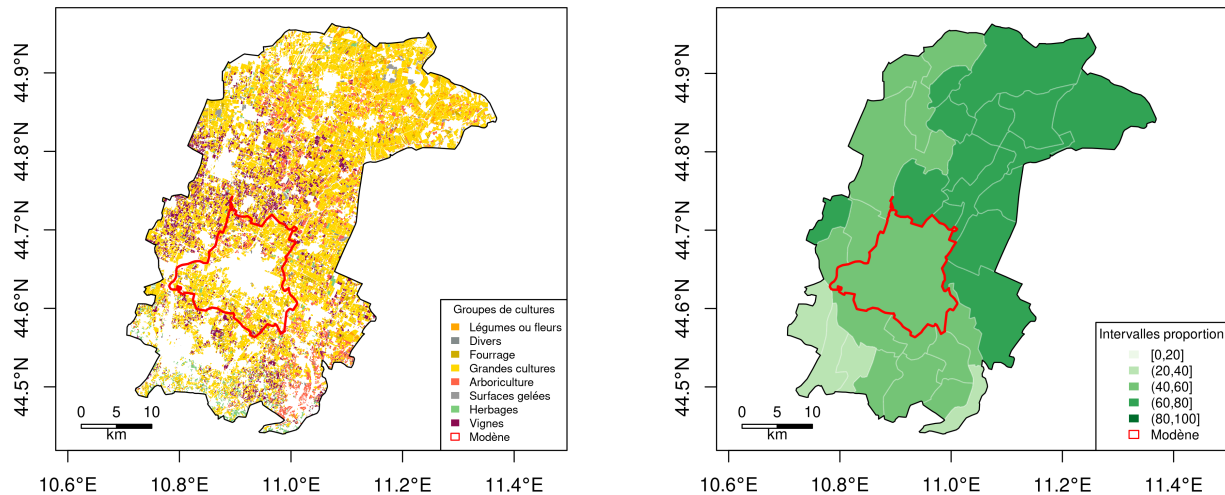 44.9°N
44.8°N
44.7°N
44.6°N
44.5°N
10.6°E 10.8°E 11.0°E 11.2°E 11.4°E
0 5 10
km
Groupes de cultures
Légumes ou fleurs
Divers
Fourrage
Grandes cultures
Arboriculture
Surfaces gelées
Herbages
Vignes
Modène
44.9°N
44.8°N
44.7°N
44.6°N
44.5°N
10.6°E 10.8°E 11.0°E 11.2°E 11.4°E
0 5 10
km
Intervalles proportion
[0,20]
(20,40]
(40,60]
(60,80]
(80,100]
Modène